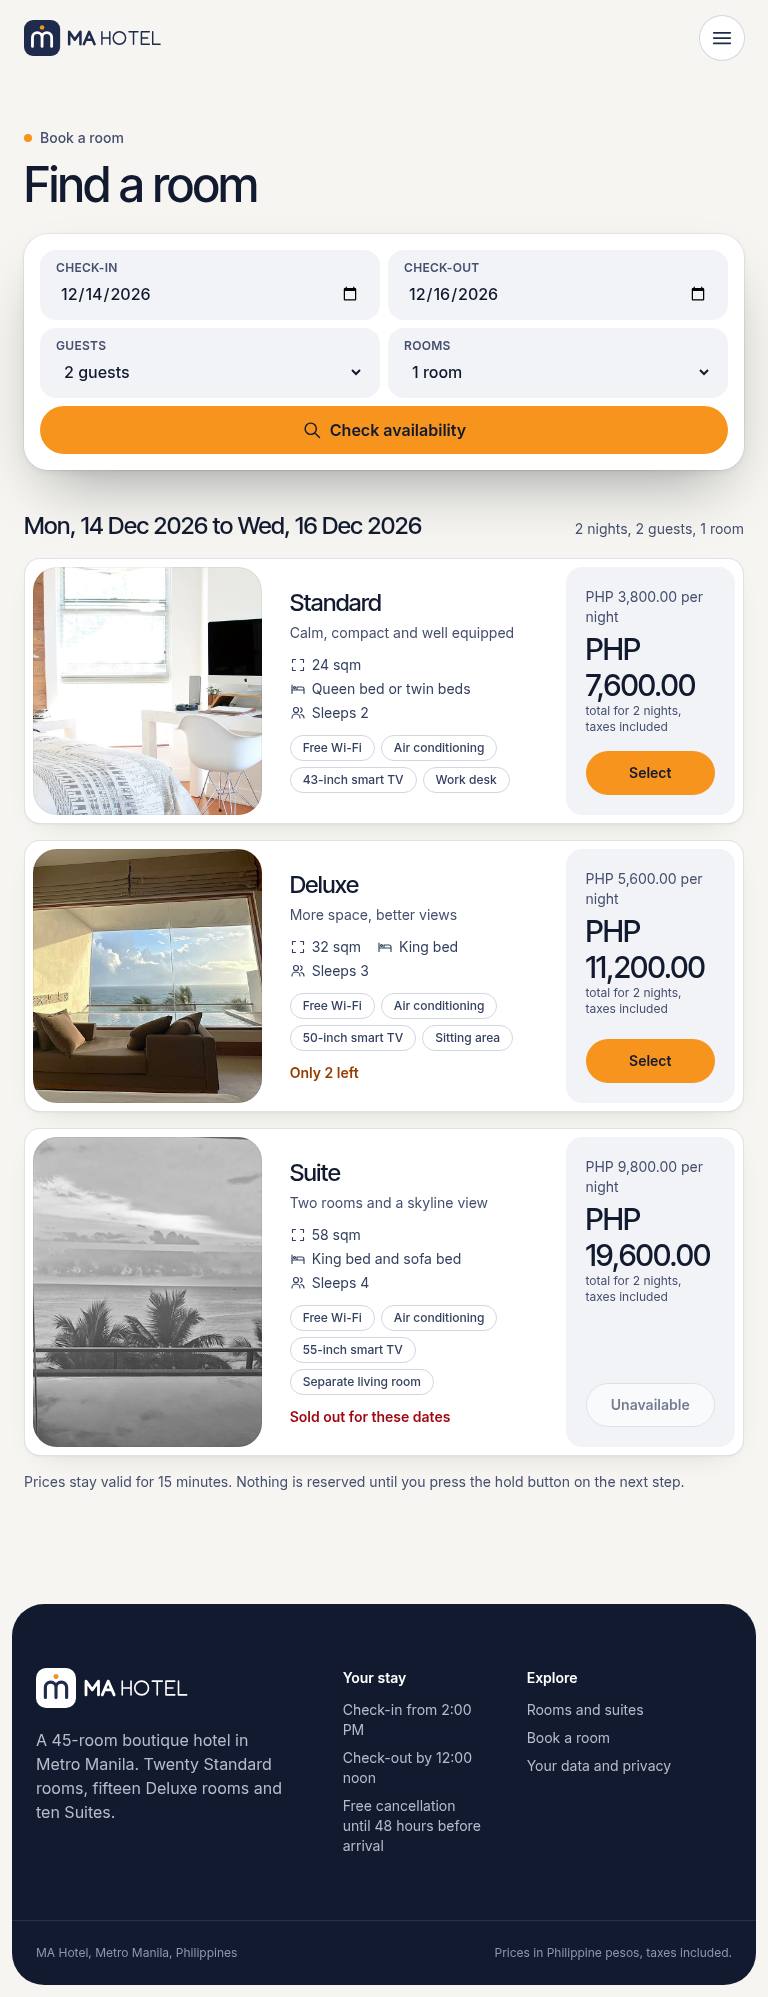 MA HOTEL
Book a room
Find a room
CHECK-IN
12/14/2026
CHECK-OUT
12/16/2026
GUESTS
2 guests
ROOMS
1 room
Check availability
Mon, 14 Dec 2026 to Wed, 16 Dec 2026
2 nights, 2 guests, 1 room
Standard
Calm, compact and well equipped
24 sqm
Queen bed or twin beds
Sleeps 2
Free Wi-Fi
Air conditioning
43-inch smart TV
Work desk
PHP 3,800.00 per
night
PHP
7,600.00
total for 2 nights,
taxes included
Select
Deluxe
More space, better views
32 sqm
King bed
Sleeps 3
Free Wi-Fi
Air conditioning
50-inch smart TV
Sitting area
Only 2 left
PHP 5,600.00 per
night
PHP
11,200.00
total for 2 nights,
taxes included
Select
Suite
Two rooms and a skyline view
58 sqm
King bed and sofa bed
Sleeps 4
Free Wi-Fi
Air conditioning
55-inch smart TV
Separate living room
Sold out for these dates
PHP 9,800.00 per
night
PHP
19,600.00
total for 2 nights,
taxes included
Unavailable
Prices stay valid for 15 minutes. Nothing is reserved until you press the hold button on the next step.
MA HOTEL
A 45-room boutique hotel in
Metro Manila. Twenty Standard
rooms, fifteen Deluxe rooms and
ten Suites.
Your stay
Check-in from 2:00
PM
Check-out by 12:00
noon
Free cancellation
until 48 hours before
arrival
Explore
Rooms and suites
Book a room
Your data and privacy
MA Hotel, Metro Manila, Philippines
Prices in Philippine pesos, taxes included.